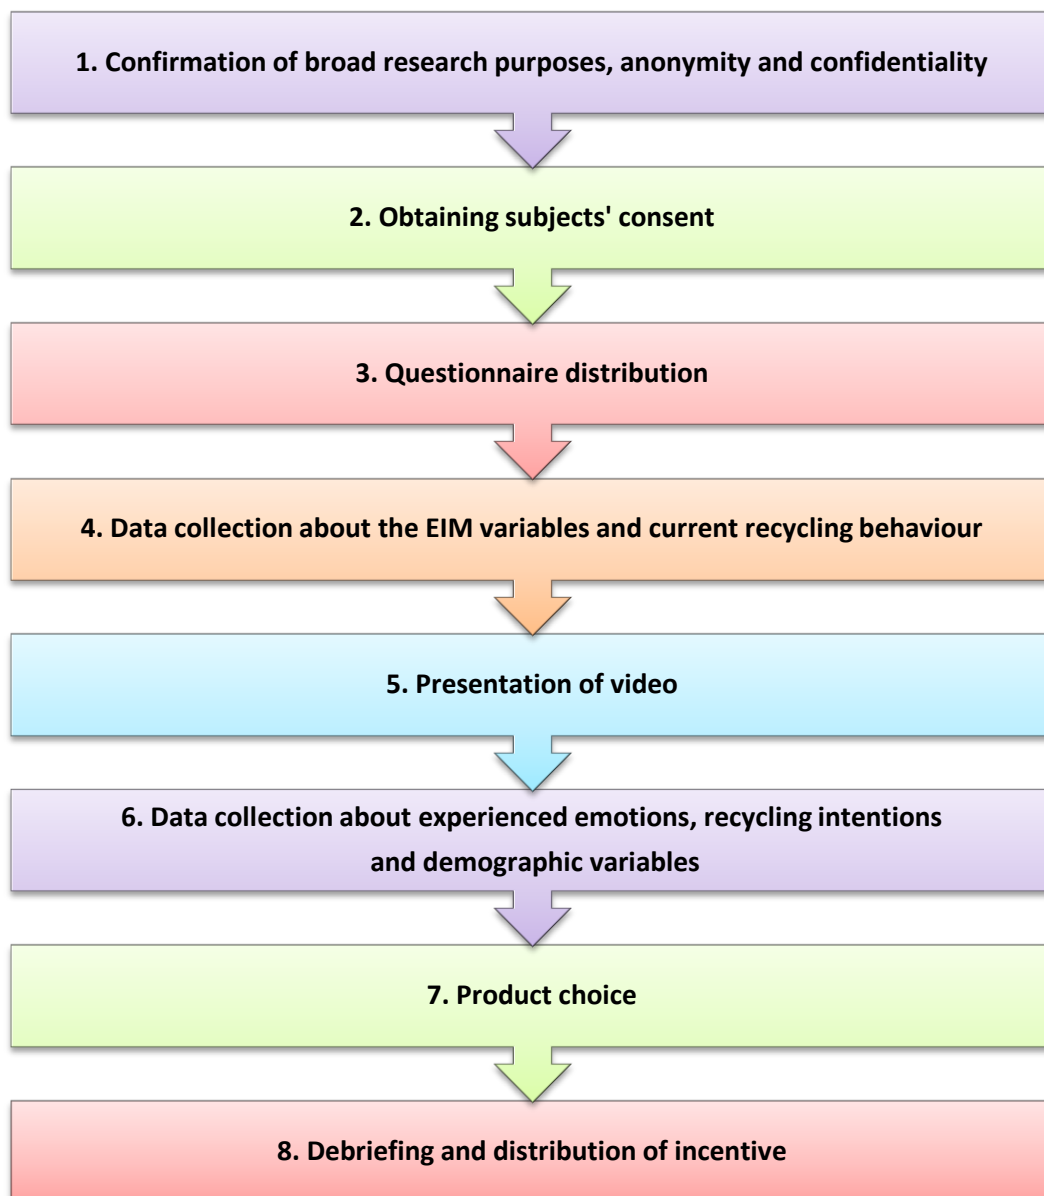 1. Confirmation of broad research purposes, anonymity and confidentiality
2. Obtaining subjects' consent
3. Questionnaire distribution
4. Data collection about the EIM variables and current recycling behaviour
5. Presentation of video
6. Data collection about experienced emotions, recycling intentions
and demographic variables
7. Product choice
8. Debriefing and distribution of incentive